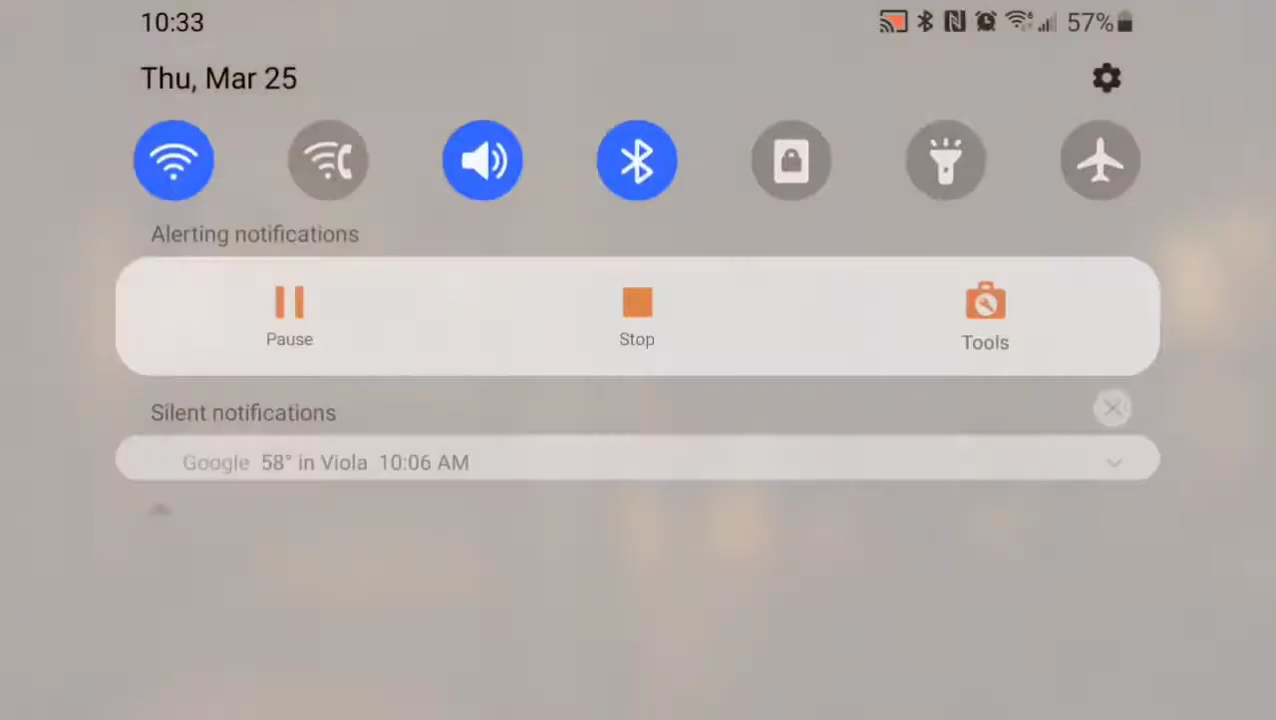 10:33 57%
Thu, Mar 25
Alerting notifications
Pause Stop Tools
Silent notifications
Google 58° in Viola 10:06 AM